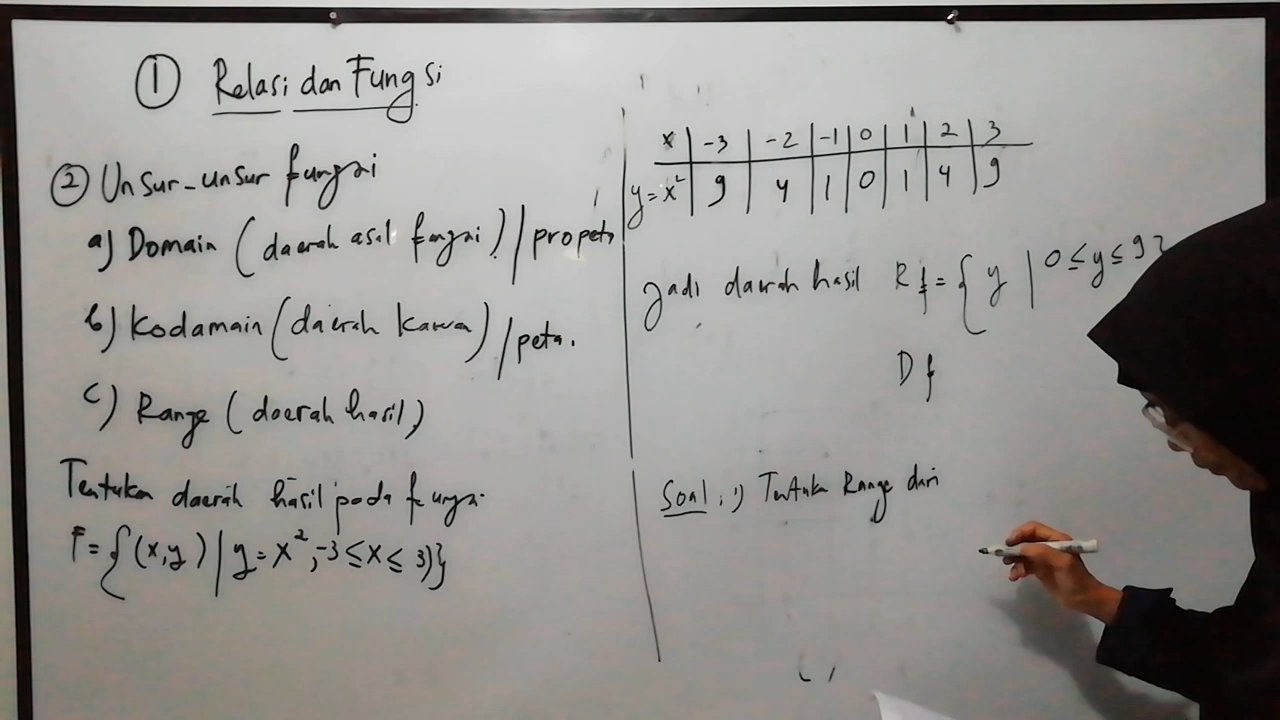 ① Relasi dan Fungsi
② Unsur-unsur fungsi
a) Domain (daerah asal fungsi) / propeta
b) Kodamain (daerah kawan) / peta.
c) Range (daerah hasil)
Tentukan daerah hasil pada fungsi
F = {(x,y) | y = x², -3 ≤ x ≤ 3)}
x | -3 | -2 | -1 | 0 | 1 | 2 | 3
y = x² | 9 | 4 | 1 | 0 | 1 | 4 | 9
Jadi daerah hasil Rf = { y | 0 ≤ y ≤ 9 }
Df
Soal : 1) Tentukan Range dari